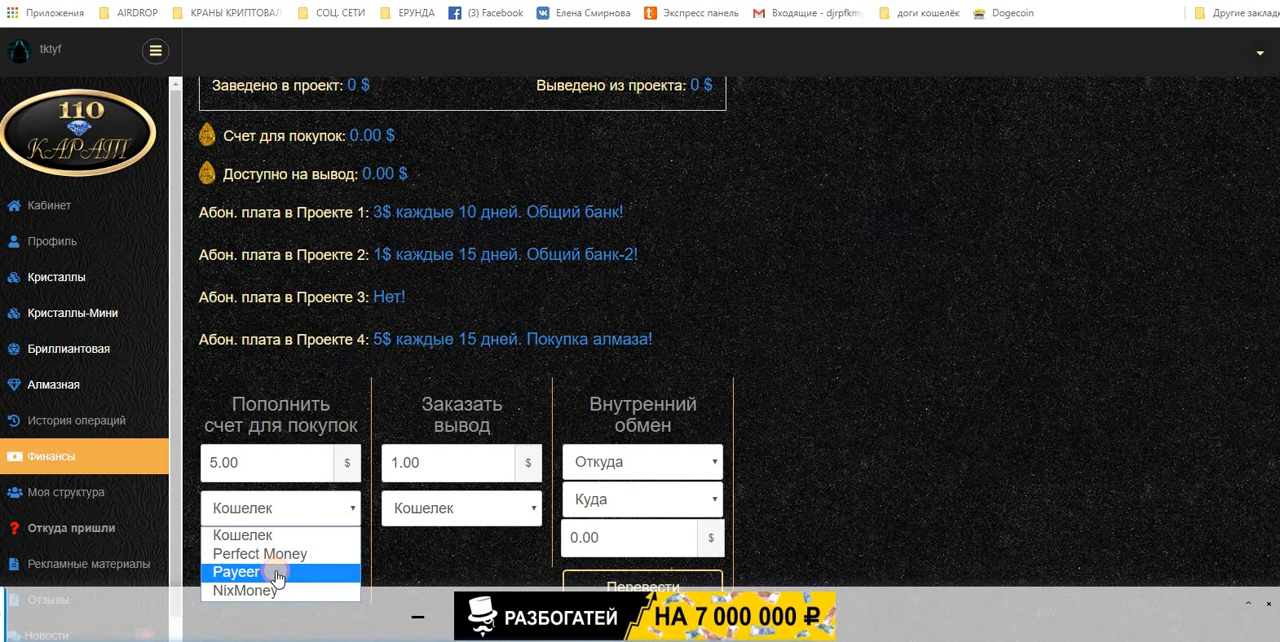 Приложения AIRDROP КРАНЫ КРИПТОВАЛ СОЦ. СЕТИ ЕРУНДА (3) Facebook Елена Смирнова Экспресс панель Входящие - djrpfkmy доги кошелёк Dogecoin Другие закладк
tktyf
110
КАРАТ
Кабинет
Профиль
Кристаллы
Кристаллы-Мини
Бриллиантовая
Алмазная
История операций
Финансы
Моя структура
Откуда пришли
Рекламные материалы
Отзывы
Новости
Заведено в проект: 0 $ Выведено из проекта: 0 $
Счет для покупок: 0.00 $
Доступно на вывод: 0.00 $
Абон. плата в Проекте 1: 3$ каждые 10 дней. Общий банк!
Абон. плата в Проекте 2: 1$ каждые 15 дней. Общий банк-2!
Абон. плата в Проекте 3: Нет!
Абон. плата в Проекте 4: 5$ каждые 15 дней. Покупка алмаза!
Пополнить
счет для покупок
5.00 $
Кошелек
Кошелек
Perfect Money
Payeer
NixMoney
Заказать
вывод
1.00 $
Кошелек
Внутренний
обмен
Откуда
Куда
0.00 $
Перевести
РАЗБОГАТЕЙ НА 7 000 000 ₽